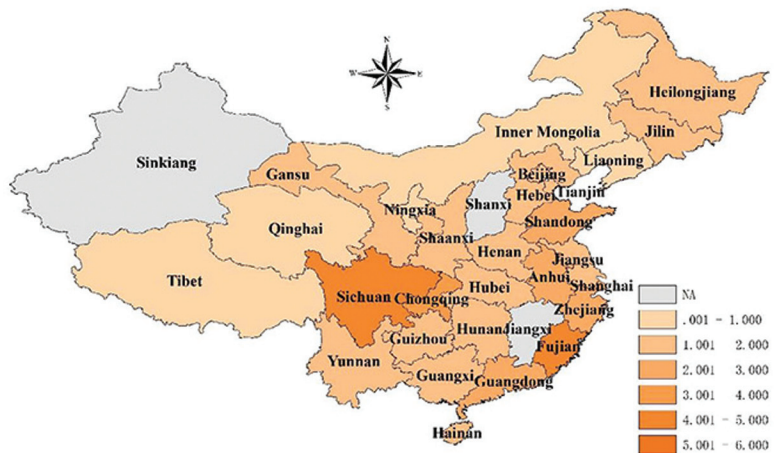 N
W E
S
Heilongjiang
Inner Mongolia
Jilin
Sinkiang
Liaoning
Gansu
Beijing
Tianjin
Shanxi
Hebei
Ningxia
Shandong
Qinghai
Shaanxi
Henan
Jiangsu
Tibet
Anhui
Hubei
Shanghai
Sichuan
Chongqing
Zhejiang
Hunan
Jiangxi
Guizhou
Fujian
Yunnan
Guangxi
Guangdong
Hainan
NA
.001 - 1.000
1.001 - 2.000
2.001 - 3.000
3.001 - 4.000
4.001 - 5.000
5.001 - 6.000